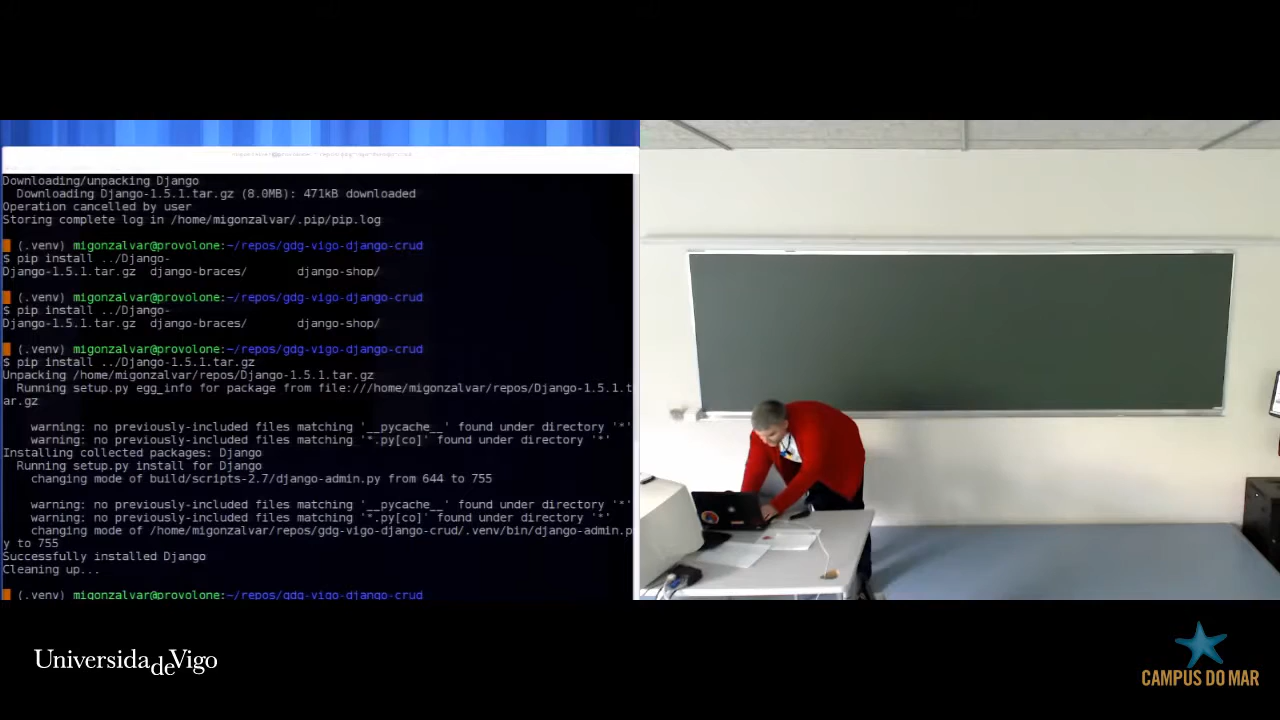 Downloading/unpacking Django
Downloading Django-1.5.1.tar.gz (8.0MB): 471kB downloaded
Operation cancelled by user
Storing complete log in /home/migonzalvar/.pip/pip.log
(.venv) migonzalvar@provolone:~/repos/gdg-vigo-django-crud
$ pip install ../Django-
Django-1.5.1.tar.gz django-braces/ django-shop/
(.venv) migonzalvar@provolone:~/repos/gdg-vigo-django-crud
$ pip install ../Django-
Django-1.5.1.tar.gz django-braces/ django-shop/
(.venv) migonzalvar@provolone:~/repos/gdg-vigo-django-crud
$ pip install ../Django-1.5.1.tar.gz
Unpacking /home/migonzalvar/repos/Django-1.5.1.tar.gz
Running setup.py egg_info for package from file:///home/migonzalvar/repos/Django-1.5.1.t
ar.gz
warning: no previously-included files matching '__pycache__' found under directory '*'
warning: no previously-included files matching '*.py[co]' found under directory '*'
Installing collected packages: Django
Running setup.py install for Django
changing mode of build/scripts-2.7/django-admin.py from 644 to 755
warning: no previously-included files matching '__pycache__' found under directory '*'
warning: no previously-included files matching '*.py[co]' found under directory '*'
changing mode of /home/migonzalvar/repos/gdg-vigo-django-crud/.venv/bin/django-admin.p
y to 755
Successfully installed Django
Cleaning up...
(.venv) migonzalvar@provolone:~/repos/gdg-vigo-django-crud
UniversidadeVigo
CAMPUS DO MAR